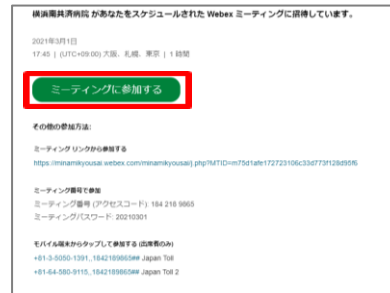 横浜南共済病院 があなたをスケジュールされた Webex ミーティングに招待しています。
2021年3月1日
17:45 | (UTC+09:00) 大阪、札幌、東京 | 1 時間
ミーティングに参加する
その他の参加方法:
ミーティング リンクから参加する
https://minamikyousai.webex.com/minamikyousai/j.php?MTID=m75d1afe172723106c33d773f128d95f6
ミーティング番号で参加
ミーティング番号 (アクセスコード): 184 218 9865
ミーティングパスワード: 20210301
モバイル端末からタップして参加する (出席者のみ)
+81-3-5050-1391,,1842189865## Japan Toll
+81-64-580-9115,,1842189865## Japan Toll 2